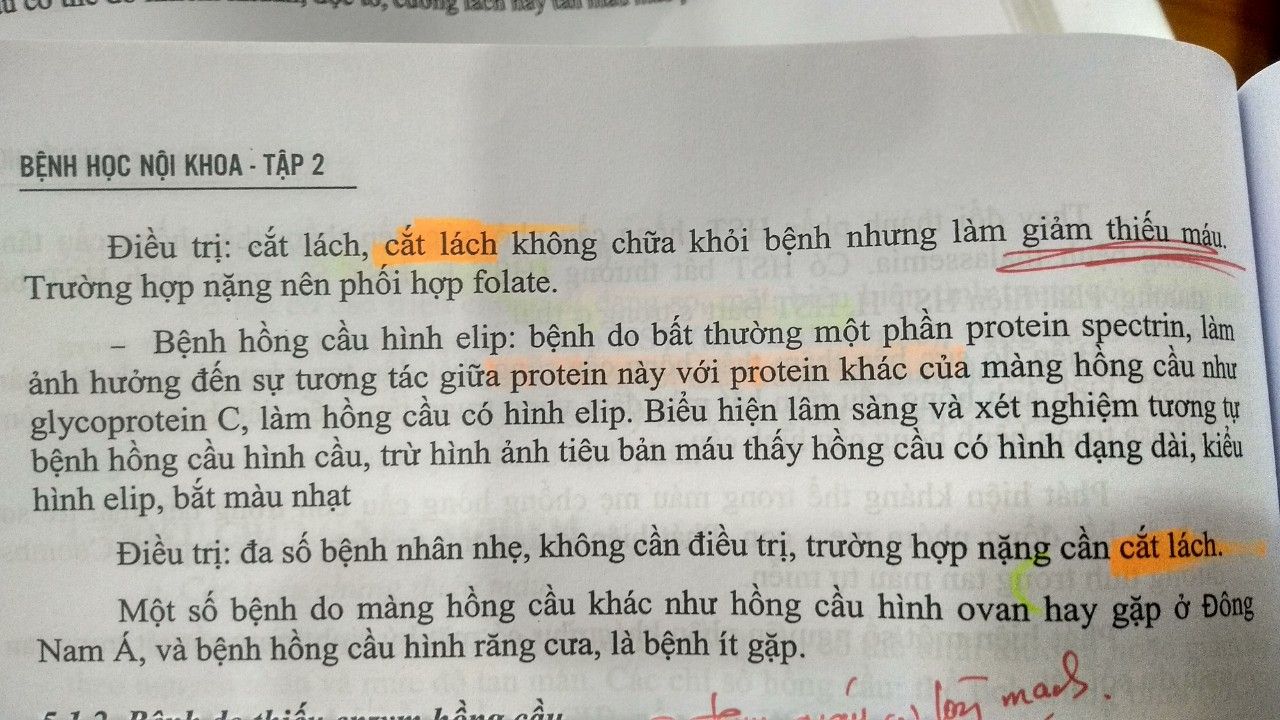 BỆNH HỌC NỘI KHOA - TẬP 2
Điều trị: cắt lách, cắt lách không chữa khỏi bệnh nhưng làm giảm thiếu máu.
Trường hợp nặng nên phối hợp folate.
– Bệnh hồng cầu hình elip: bệnh do bất thường một phần protein spectrin, làm
ảnh hưởng đến sự tương tác giữa protein này với protein khác của màng hồng cầu như
glycoprotein C, làm hồng cầu có hình elip. Biểu hiện lâm sàng và xét nghiệm tương tự
bệnh hồng cầu hình cầu, trừ hình ảnh tiêu bản máu thấy hồng cầu có hình dạng dài, kiểu
hình elip, bắt màu nhạt
Điều trị: đa số bệnh nhân nhẹ, không cần điều trị, trường hợp nặng cần cắt lách.
Một số bệnh do màng hồng cầu khác như hồng cầu hình ovan hay gặp ở Đông
Nam Á, và bệnh hồng cầu hình răng cưa, là bệnh ít gặp.
mach.
5.1.2. Bệnh do thiếu enzym hồng cầu